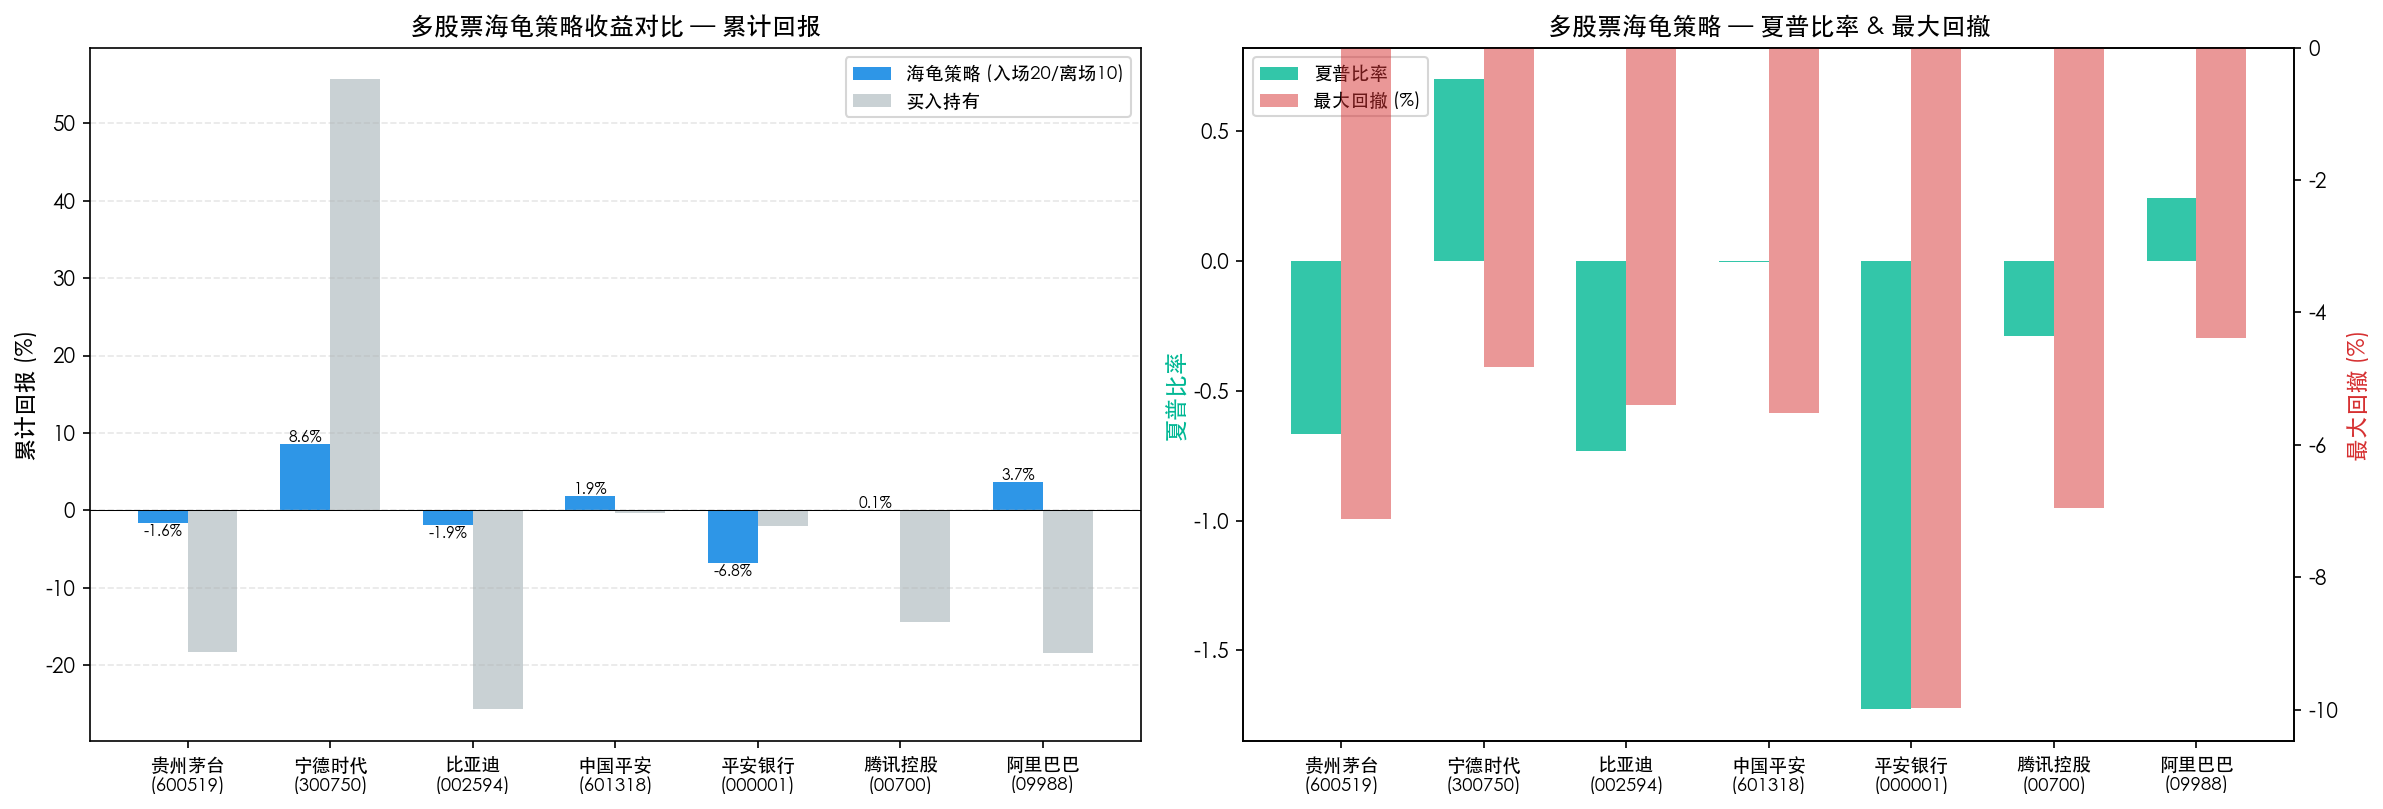 多股票海龟策略收益对比 — 累计回报
海龟策略 (入场20/离场10)
买入持有
累计回报 (%)
50
40
30
20
10
0
-10
-20
-1.6%
8.6%
-1.9%
1.9%
-6.8%
0.1%
3.7%
贵州茅台
(600519)
宁德时代
(300750)
比亚迪
(002594)
中国平安
(601318)
平安银行
(000001)
腾讯控股
(00700)
阿里巴巴
(09988)
多股票海龟策略 — 夏普比率 & 最大回撤
夏普比率
最大回撤 (%)
夏普比率
0.5
0.0
-0.5
-1.0
-1.5
0
-2
-4
-6
-8
-10
最大回撤 (%)
贵州茅台
(600519)
宁德时代
(300750)
比亚迪
(002594)
中国平安
(601318)
平安银行
(000001)
腾讯控股
(00700)
阿里巴巴
(09988)